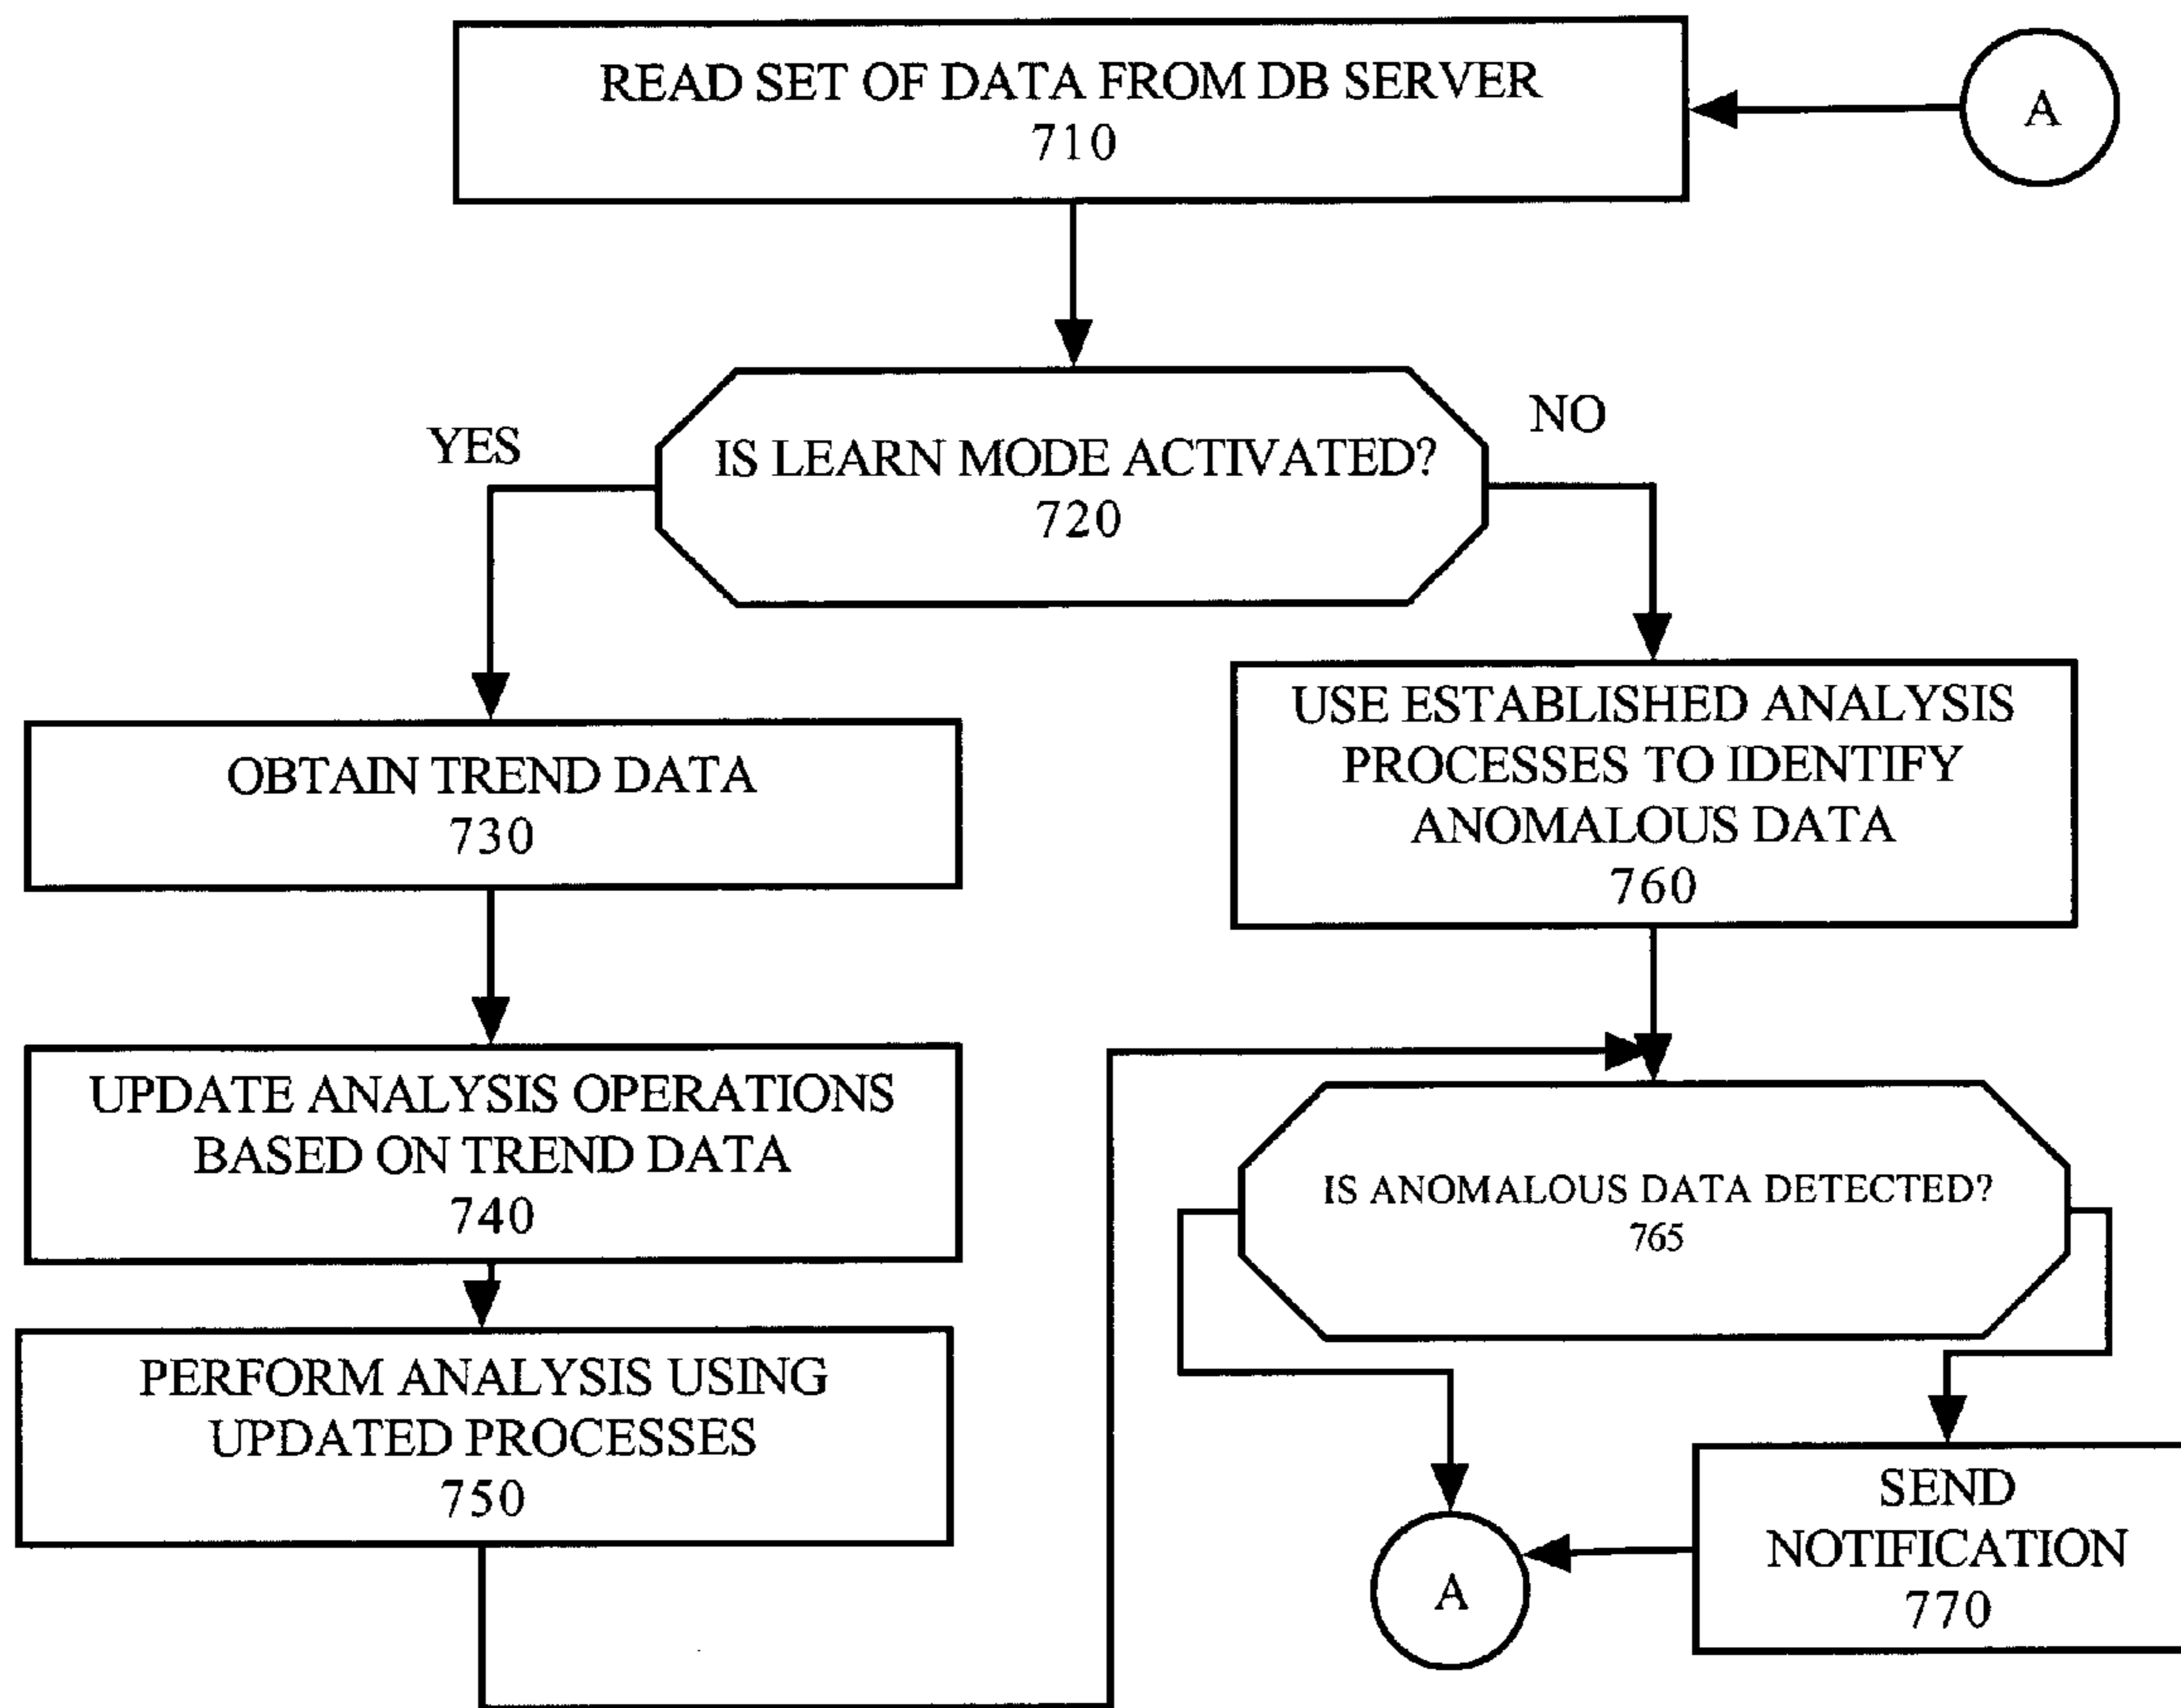 READ SET OF DATA FROM DB SERVER
710
A
YES
NO
IS LEARN MODE ACTIVATED?
720
OBTAIN TREND DATA
730
USE ESTABLISHED ANALYSIS
PROCESSES TO IDENTIFY
ANOMALOUS DATA
760
UPDATE ANALYSIS OPERATIONS
BASED ON TREND DATA
740
IS ANOMALOUS DATA DETECTED?
765
PERFORM ANALYSIS USING
UPDATED PROCESSES
750
SEND
NOTIFICATION
770
A